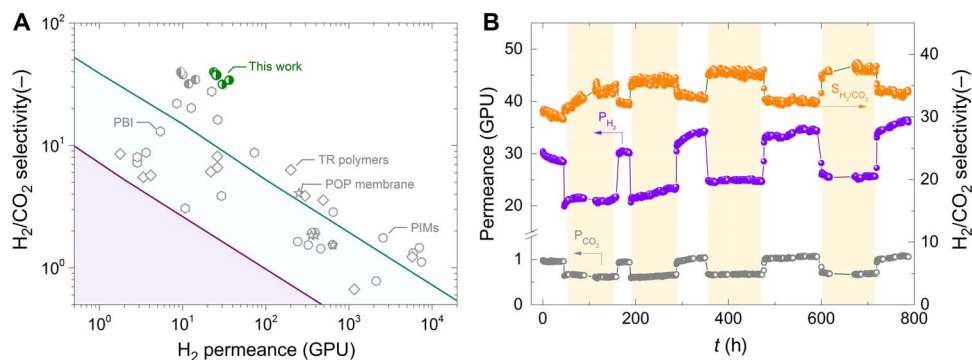 A
H₂/CO₂ selectivity(–)
10²
10¹
10⁰
This work
PBI
TR polymers
POP membrane
PIMs
10⁰ 10¹ 10² 10³ 10⁴
H₂ permeance (GPU)
B
Permeance (GPU)
50
40
30
20
1
0
S_H₂/CO₂
P_H₂
P_CO₂
40
30
20
10
0
H₂/CO₂ selectivity(–)
0 200 400 600 800
t (h)